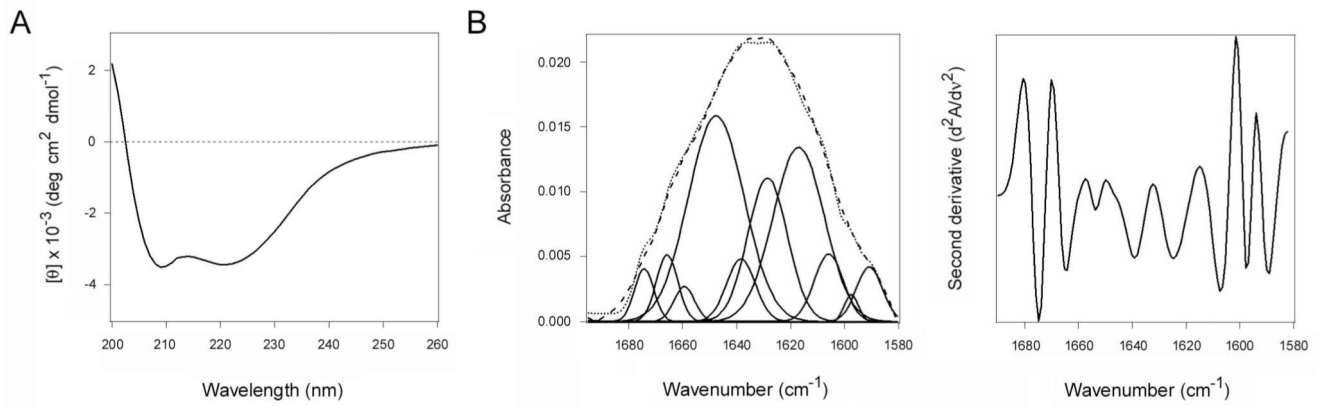 A
[θ] x 10⁻³ (deg cm² dmol⁻¹)
2
0
-2
-4
200 210 220 230 240 250 260
Wavelength (nm)
B
Absorbance
0.020
0.015
0.010
0.005
0.000
1680 1660 1640 1620 1600 1580
Wavenumber (cm⁻¹)
Second derivative (d²A/dν²)
1680 1660 1640 1620 1600 1580
Wavenumber (cm⁻¹)